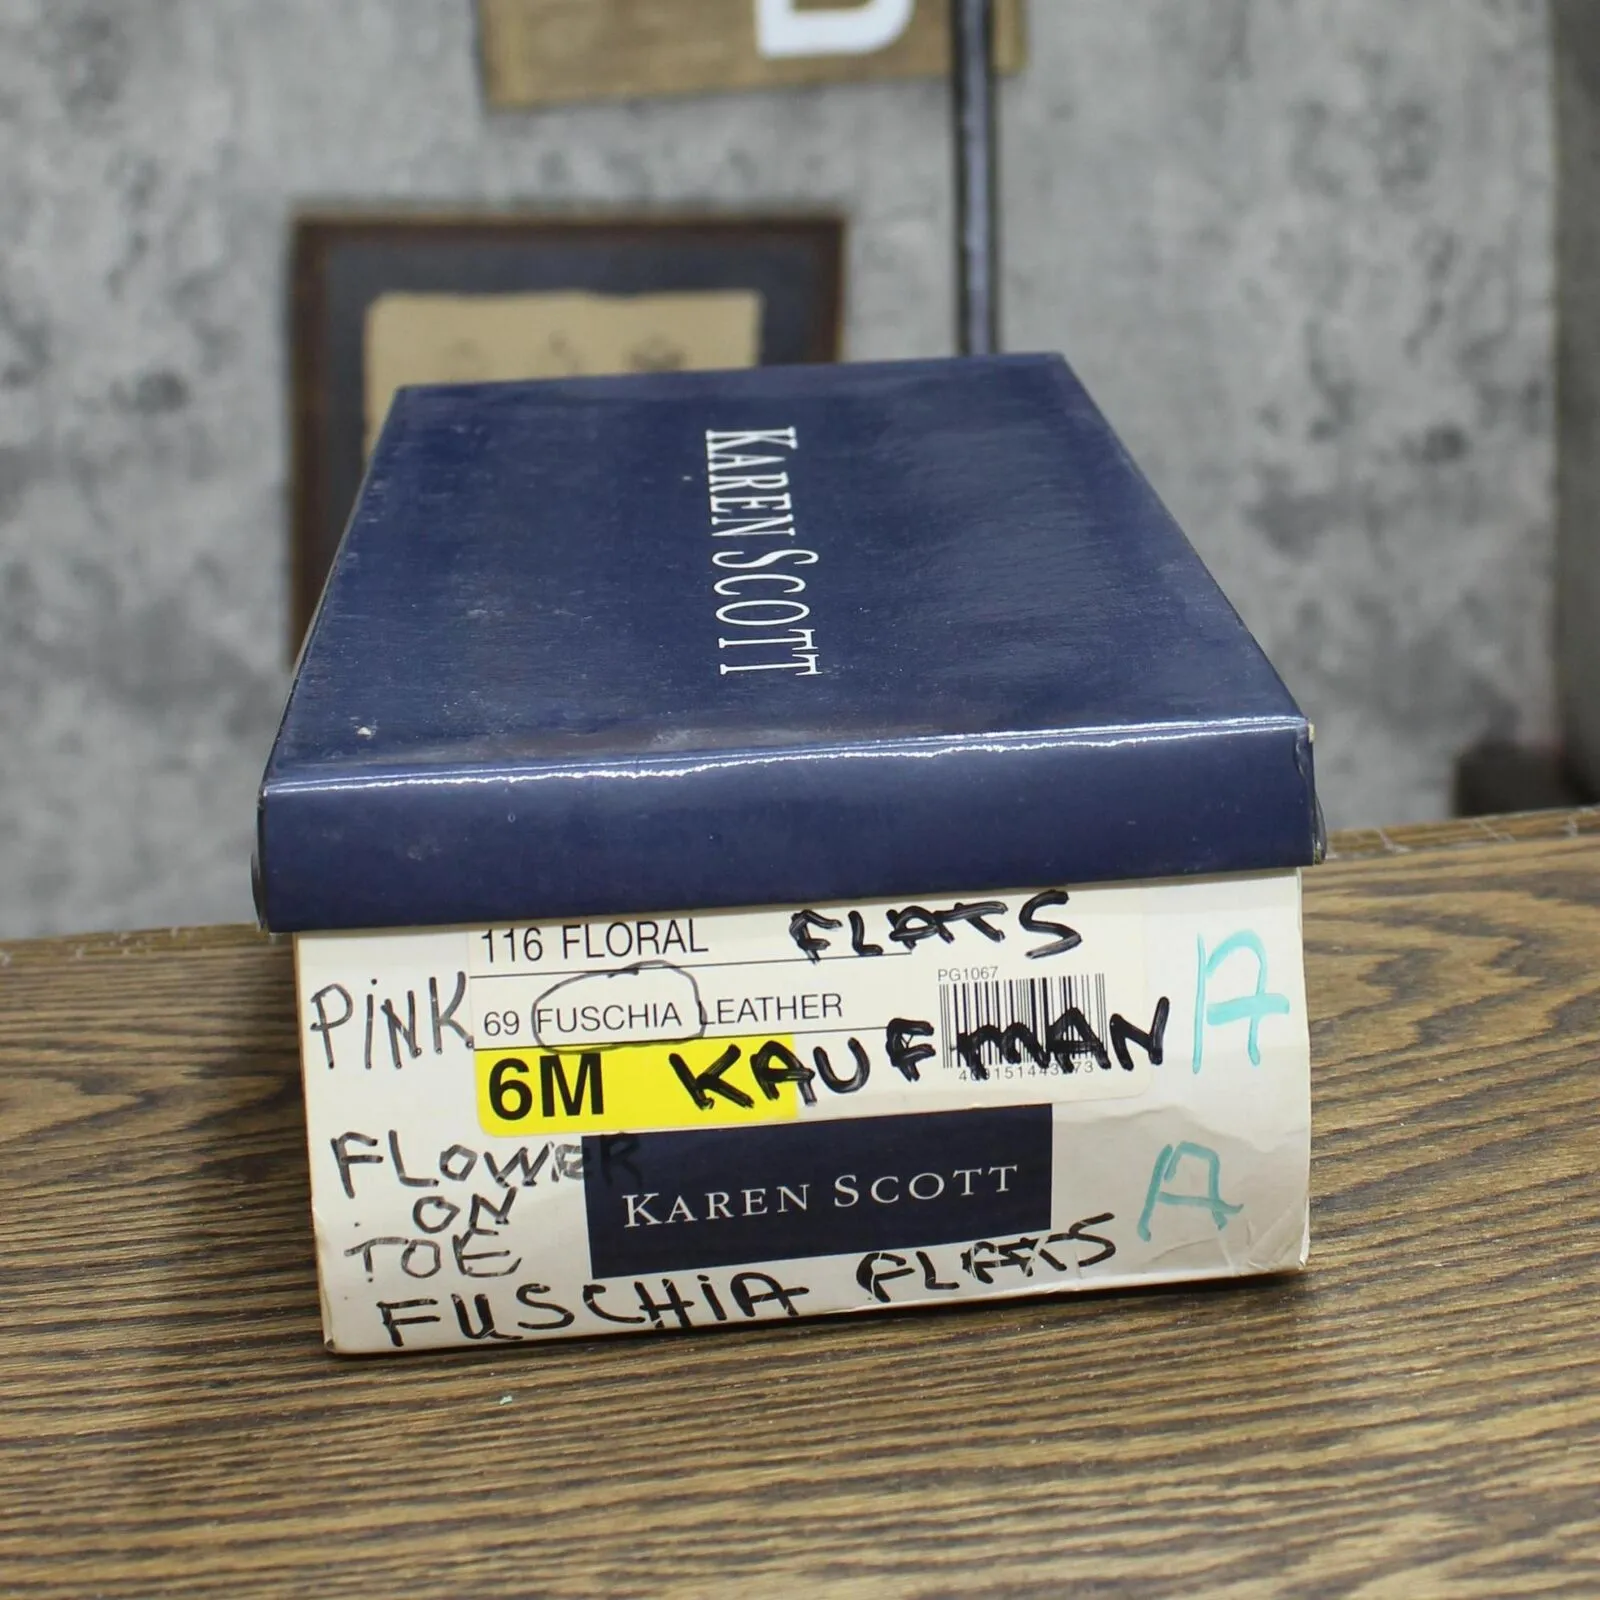 KAREN SCOTT
116 FLORAL FLATS
PG1067
PiNK 69 FUSCHIA LEATHER
6M KAUFMAN A
FLOWER
ON
TOE
KAREN SCOTT A
FUSCHiA FLATS